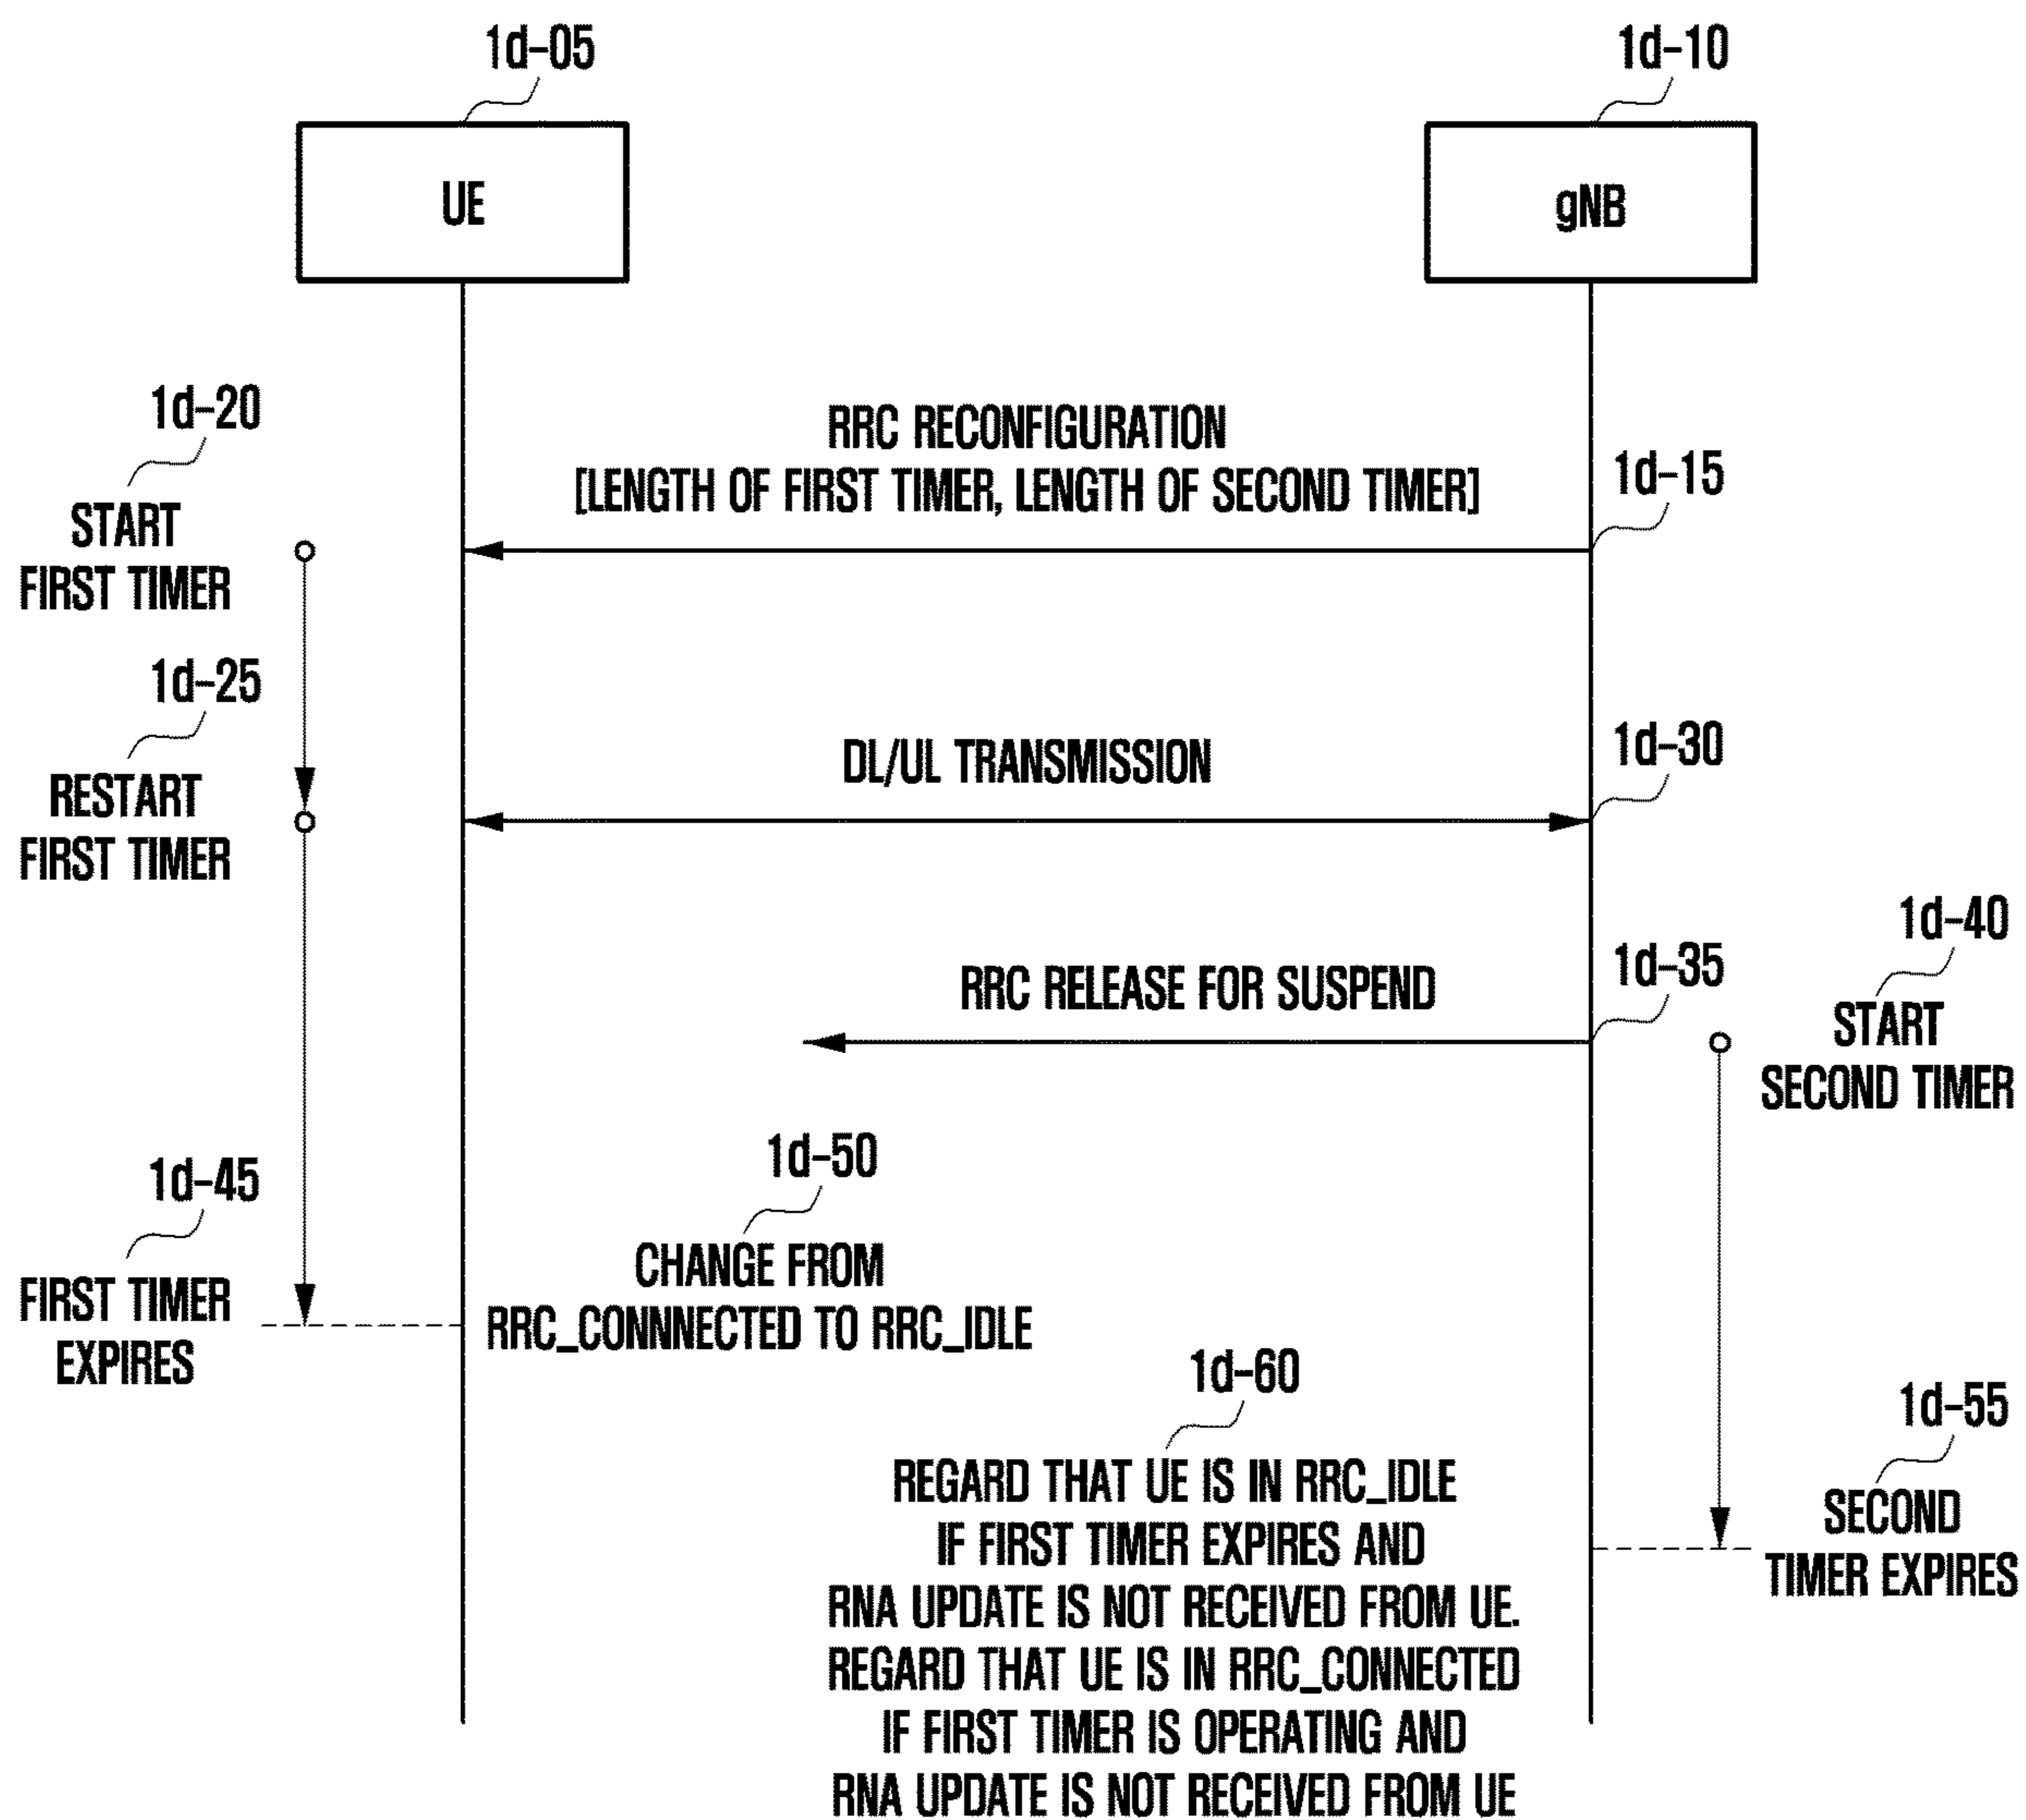 1d-05
1d-10
UE
gNB
1d-20
START
FIRST TIMER
RRC RECONFIGURATION
[LENGTH OF FIRST TIMER, LENGTH OF SECOND TIMER]
1d-15
1d-25
RESTART
FIRST TIMER
DL/UL TRANSMISSION
1d-30
RRC RELEASE FOR SUSPEND
1d-35
1d-40
START
SECOND TIMER
1d-45
FIRST TIMER
EXPIRES
1d-50
CHANGE FROM
RRC_CONNNECTED TO RRC_IDLE
1d-60
REGARD THAT UE IS IN RRC_IDLE
IF FIRST TIMER EXPIRES AND
RNA UPDATE IS NOT RECEIVED FROM UE.
REGARD THAT UE IS IN RRC_CONNECTED
IF FIRST TIMER IS OPERATING AND
RNA UPDATE IS NOT RECEIVED FROM UE
1d-55
SECOND
TIMER EXPIRES